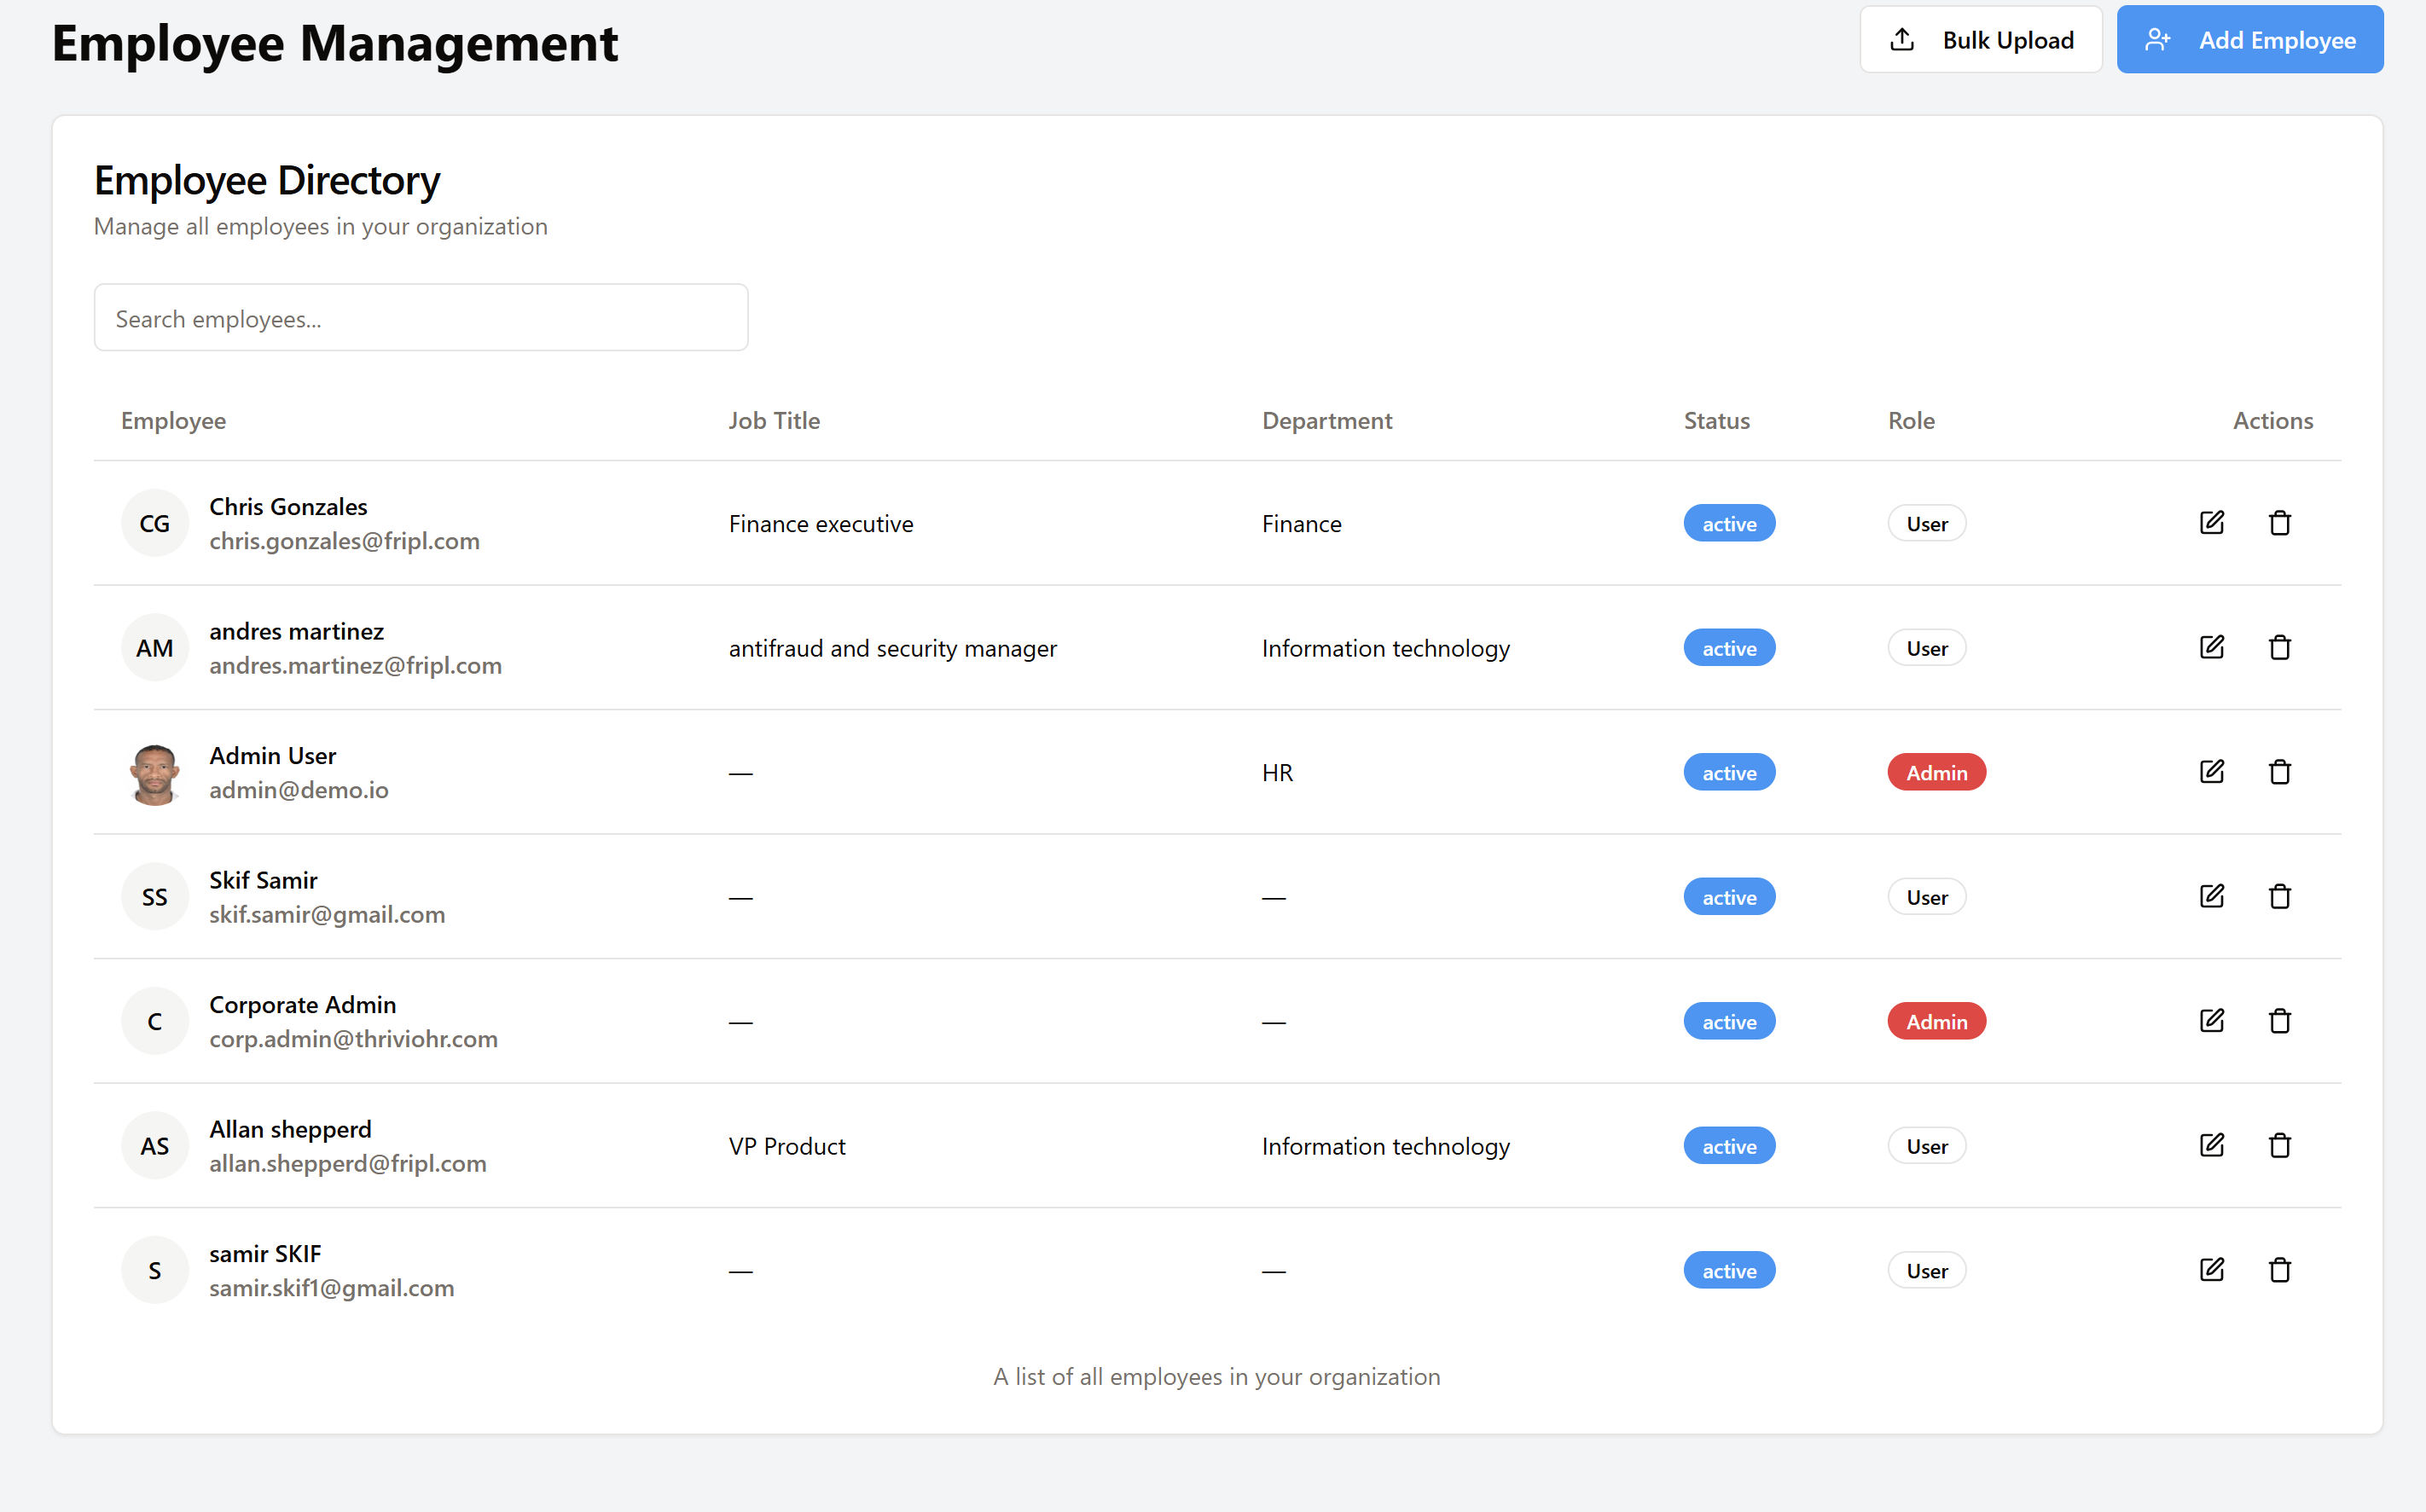 Employee Management
Bulk Upload
Add Employee
Employee Directory
Manage all employees in your organization
Search employees...
Employee Job Title Department Status Role Actions
CG Chris Gonzales
chris.gonzales@fripl.com
Finance executive Finance active User
AM andres martinez
andres.martinez@fripl.com
antifraud and security manager Information technology active User
Admin User
admin@demo.io
— HR active Admin
SS Skif Samir
skif.samir@gmail.com
— — active User
C Corporate Admin
corp.admin@thriviohr.com
— — active Admin
AS Allan shepperd
allan.shepperd@fripl.com
VP Product Information technology active User
S samir SKIF
samir.skif1@gmail.com
— — active User
A list of all employees in your organization